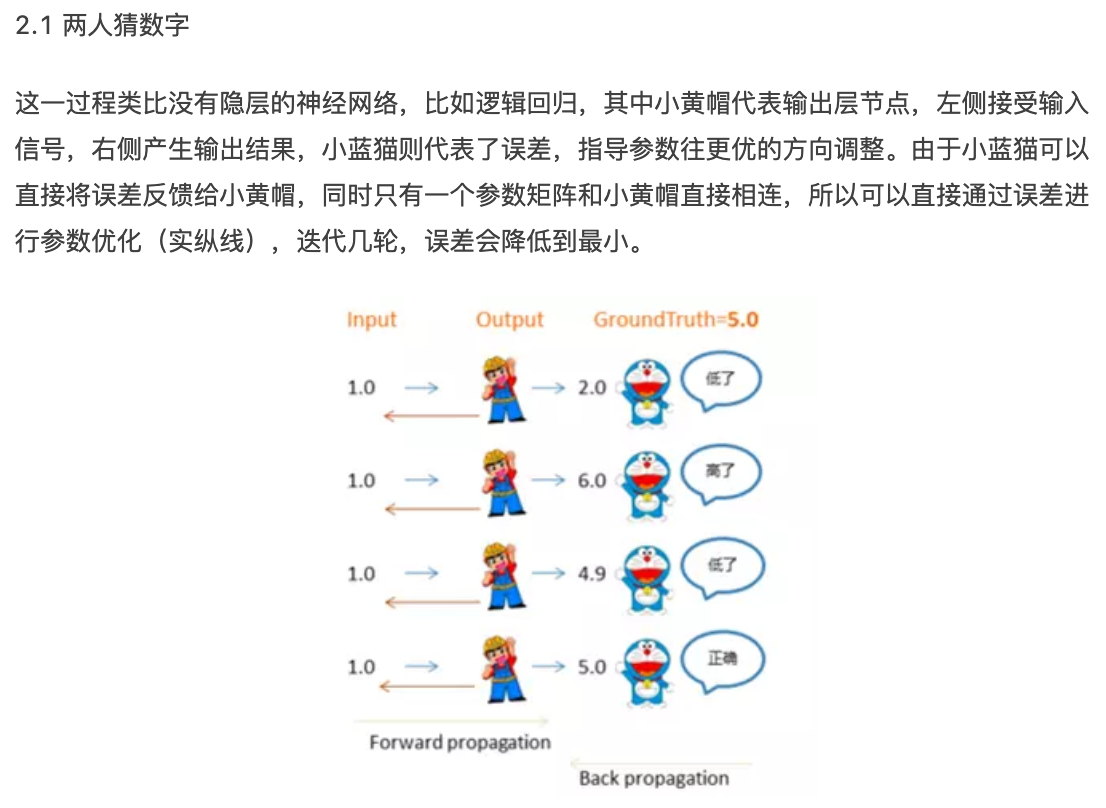 2.1 两人猜数字
这一过程类比没有隐层的神经网络，比如逻辑回归，其中小黄帽代表输出层节点，左侧接受输入
信号，右侧产生输出结果，小蓝猫则代表了误差，指导参数往更优的方向调整。由于小蓝猫可以
直接将误差反馈给小黄帽，同时只有一个参数矩阵和小黄帽直接相连，所以可以直接通过误差进
行参数优化（实纵线），迭代几轮，误差会降低到最小。
Input Output GroundTruth=5.0
1.0 2.0 低了
1.0 6.0 高了
1.0 4.9 低了
1.0 5.0 正确
Forward propagation
Back propagation